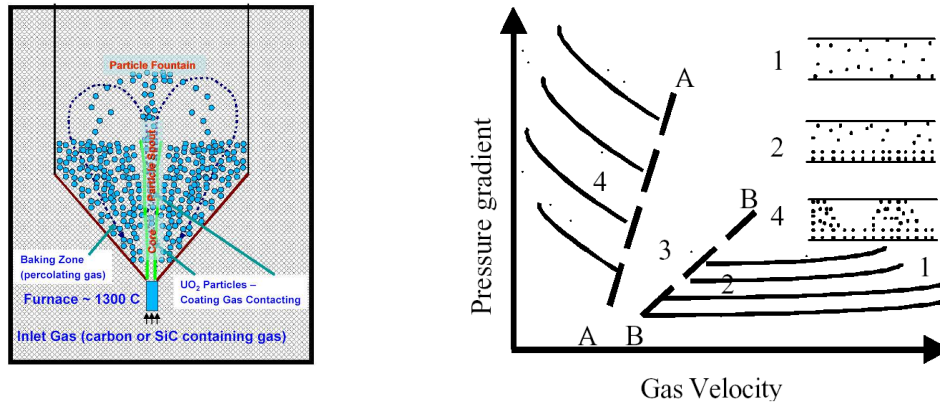 Particle Fountain
Core – Particle Spout
Baking Zone
(percolating gas)
UO₂ Particles –
Coating Gas Contacting
Furnace ~ 1300 C
Inlet Gas (carbon or SiC containing gas)
Pressure gradient
Gas Velocity
A
A
B
B
4
3
2
1
1
2
4